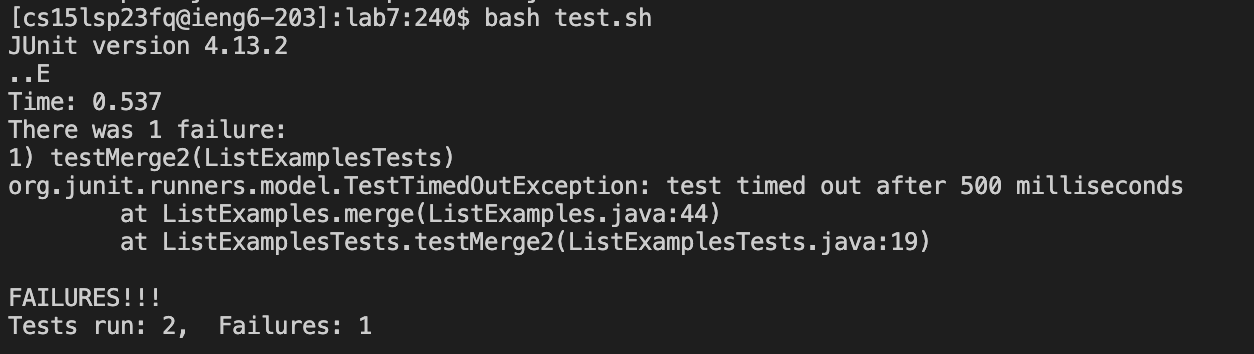 [cs15lsp23fq@ieng6-203]:lab7:240$ bash test.sh
JUnit version 4.13.2
..E
Time: 0.537
There was 1 failure:
1) testMerge2(ListExamplesTests)
org.junit.runners.model.TestTimedOutException: test timed out after 500 milliseconds
        at ListExamples.merge(ListExamples.java:44)
        at ListExamplesTests.testMerge2(ListExamplesTests.java:19)

FAILURES!!!
Tests run: 2,  Failures: 1